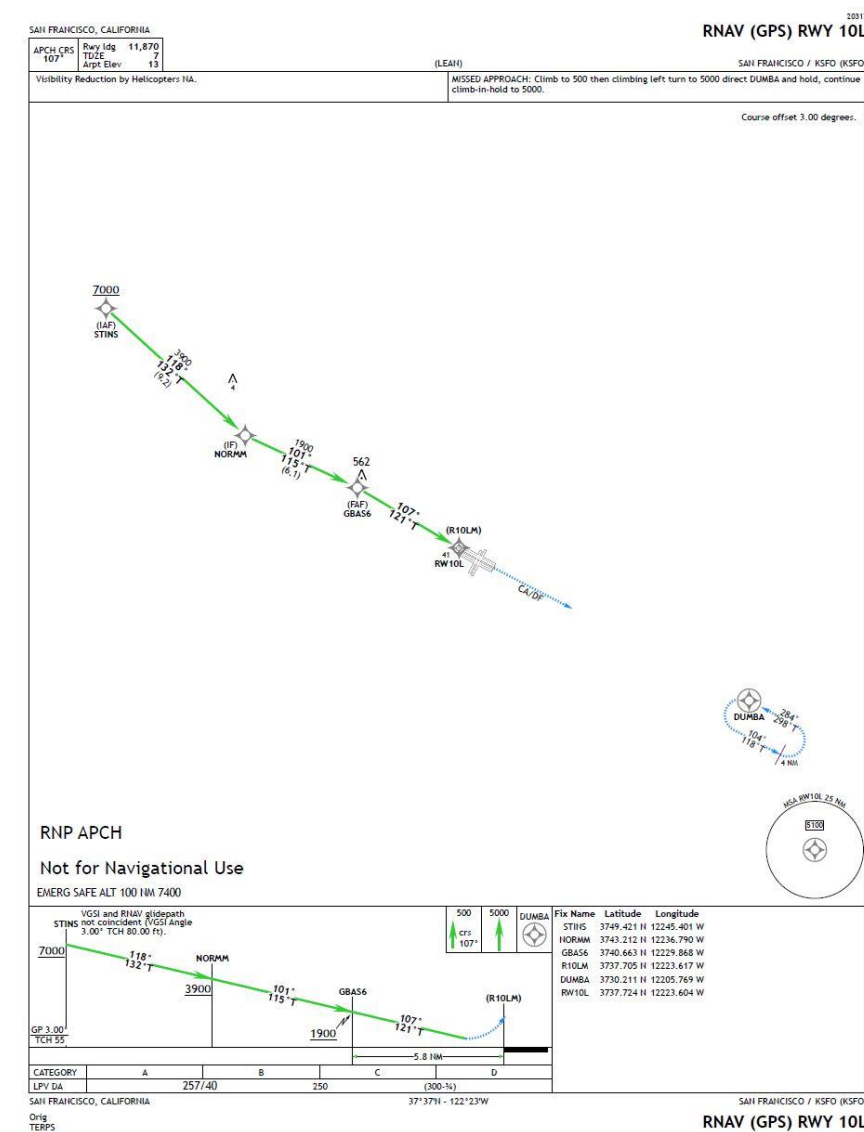 2031
SAN FRANCISCO, CALIFORNIA
RNAV (GPS) RWY 10L
APCH CRS
107°
Rwy ldg 11,870
TDZE 7
Arpt Elev 13
(LEAN)
SAN FRANCISCO / KSFO (KSFO
Visibility Reduction by Helicopters NA.
MISSED APPROACH: Climb to 500 then climbing left turn to 5000 direct DUMBA and hold, continue
climb-in-hold to 5000.
Course offset 3.00 degrees.
7000
(IAF)
STINS
3900
118°
132°T
(9.2)
4
(IF)
NORMM
1900
101°
115°T
(6.1)
562
(FAF)
GBAS6
107°
121°T
(R10LM)
41
RW10L
CA/DF
DUMBA
284°
298°T
104°
118°T
4 NM
MSA RW10L 25 NM
5100
RNP APCH
Not for Navigational Use
EMERG SAFE ALT 100 NM 7400
VGSI and RNAV glidepath
not coincident (VGSI Angle
3.00° TCH 80.00 ft).
STINS
7000
118°
132°T
NORMM
3900
101°
115°T
GBAS6
1900
107°
121°T
(R10LM)
GP 3.00°
TCH 55
5.8 NM
500
crs
107°
5000
DUMBA
Fix Name Latitude Longitude
STINS 3749.421 N 12245.401 W
NORMM 3743.212 N 12236.790 W
GBAS6 3740.663 N 12229.868 W
R10LM 3737.705 N 12223.617 W
DUMBA 3730.211 N 12205.769 W
RW10L 3737.724 N 12223.604 W
CATEGORY A B C D
LPV DA 257/40 250 (300-¾)
SAN FRANCISCO, CALIFORNIA
37°37'N - 122°23'W
SAN FRANCISCO / KSFO (KSFO
Orig
TERPS
RNAV (GPS) RWY 10L